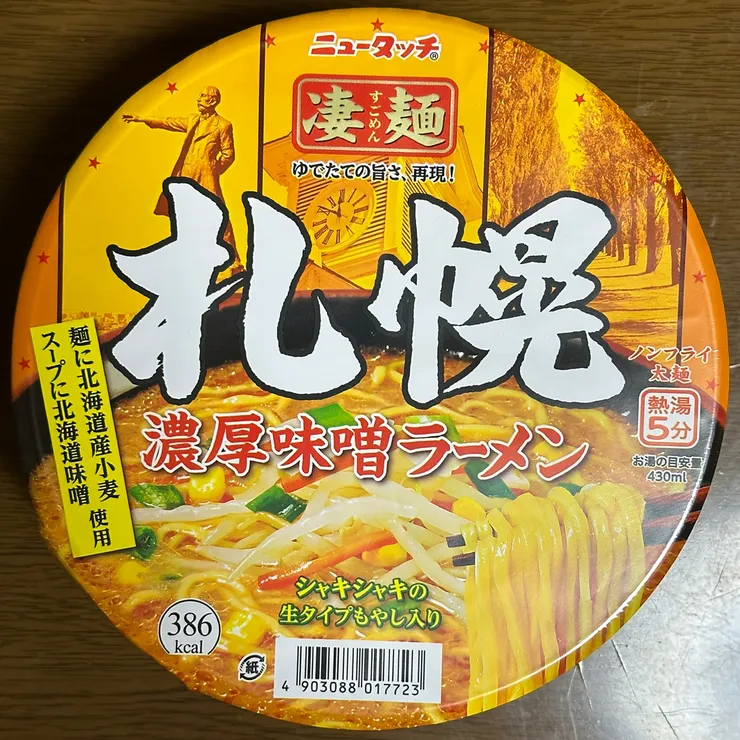 ニュータッチ®
凄麺
すごめん
ゆでたての旨さ、再現!
札幌
濃厚味噌ラーメン
麺に北海道産小麦
スープに北海道味噌 使用
ノンフライ
太麺
熱湯
5分
お湯の目安量
430ml
シャキシャキの
生タイプもやし入り
386
kcal
紙
4 903088 017723